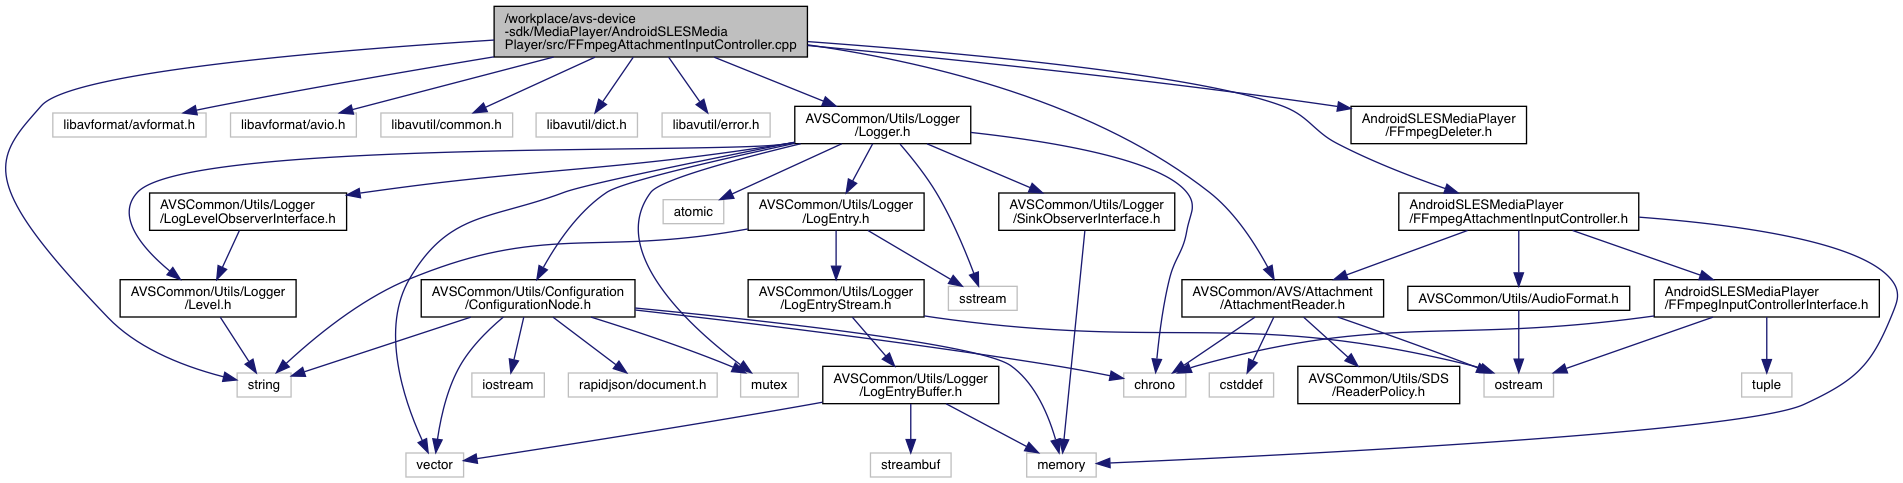 /workplace/avs-device
-sdk/MediaPlayer/AndroidSLESMedia
Player/src/FFmpegAttachmentInputController.cpp
libavformat/avformat.h
libavformat/avio.h
libavutil/common.h
libavutil/dict.h
libavutil/error.h
AVSCommon/Utils/Logger
/Logger.h
AndroidSLESMediaPlayer
/FFmpegDeleter.h
AVSCommon/Utils/Logger
/LogLevelObserverInterface.h
atomic
AVSCommon/Utils/Logger
/LogEntry.h
AVSCommon/Utils/Logger
/SinkObserverInterface.h
AndroidSLESMediaPlayer
/FFmpegAttachmentInputController.h
AVSCommon/Utils/Logger
/Level.h
AVSCommon/Utils/Configuration
/ConfigurationNode.h
AVSCommon/Utils/Logger
/LogEntryStream.h
sstream
AVSCommon/AVS/Attachment
/AttachmentReader.h
AVSCommon/Utils/AudioFormat.h
AndroidSLESMediaPlayer
/FFmpegInputControllerInterface.h
string
iostream
rapidjson/document.h
mutex
AVSCommon/Utils/Logger
/LogEntryBuffer.h
chrono
cstddef
AVSCommon/Utils/SDS
/ReaderPolicy.h
ostream
tuple
vector
streambuf
memory